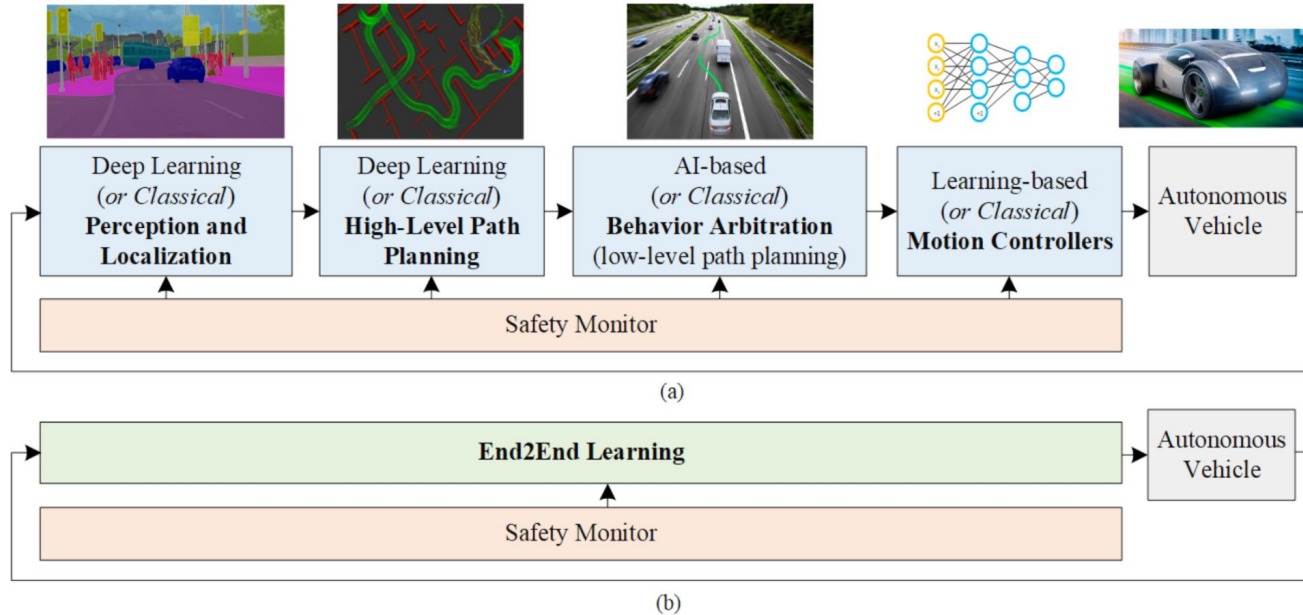 Deep Learning
(or Classical)
Perception and
Localization
Deep Learning
(or Classical)
High-Level Path
Planning
AI-based
(or Classical)
Behavior Arbitration
(low-level path planning)
Learning-based
(or Classical)
Motion Controllers
Autonomous
Vehicle
Safety Monitor
(a)
End2End Learning
Autonomous
Vehicle
Safety Monitor
(b)